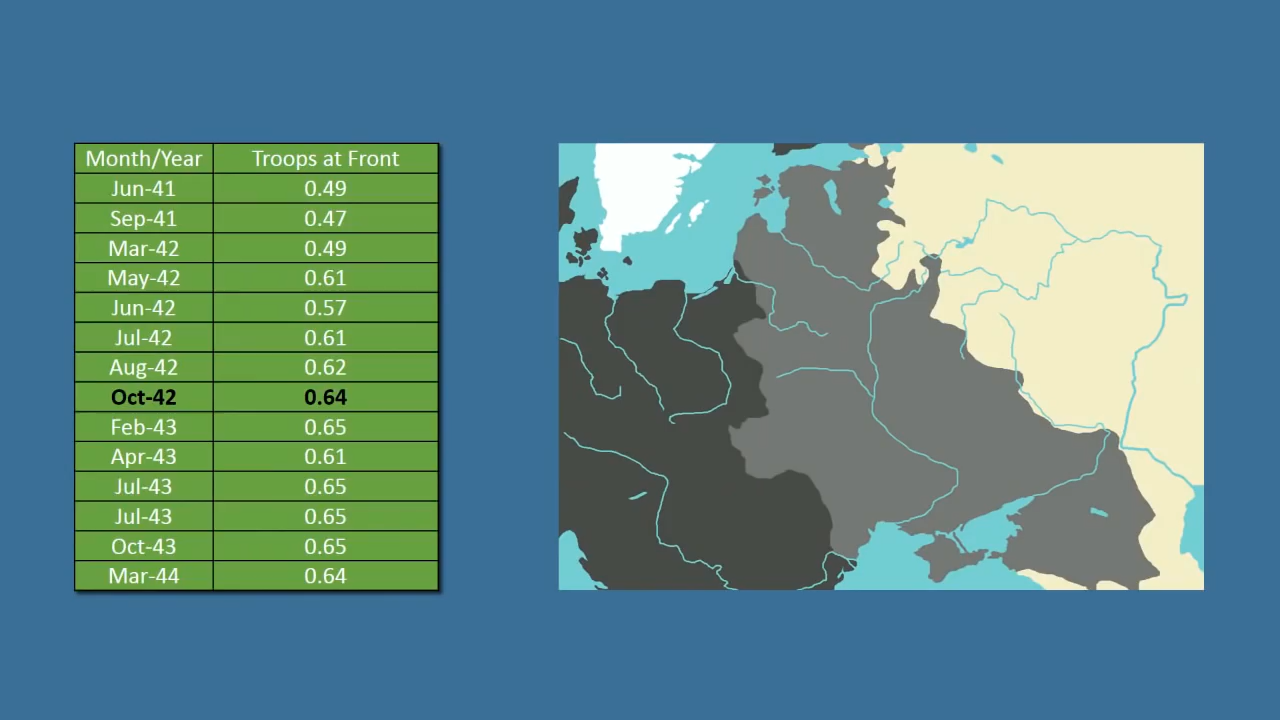 Month/Year Troops at Front
Jun-41 0.49
Sep-41 0.47
Mar-42 0.49
May-42 0.61
Jun-42 0.57
Jul-42 0.61
Aug-42 0.62
Oct-42 0.64
Feb-43 0.65
Apr-43 0.61
Jul-43 0.65
Jul-43 0.65
Oct-43 0.65
Mar-44 0.64